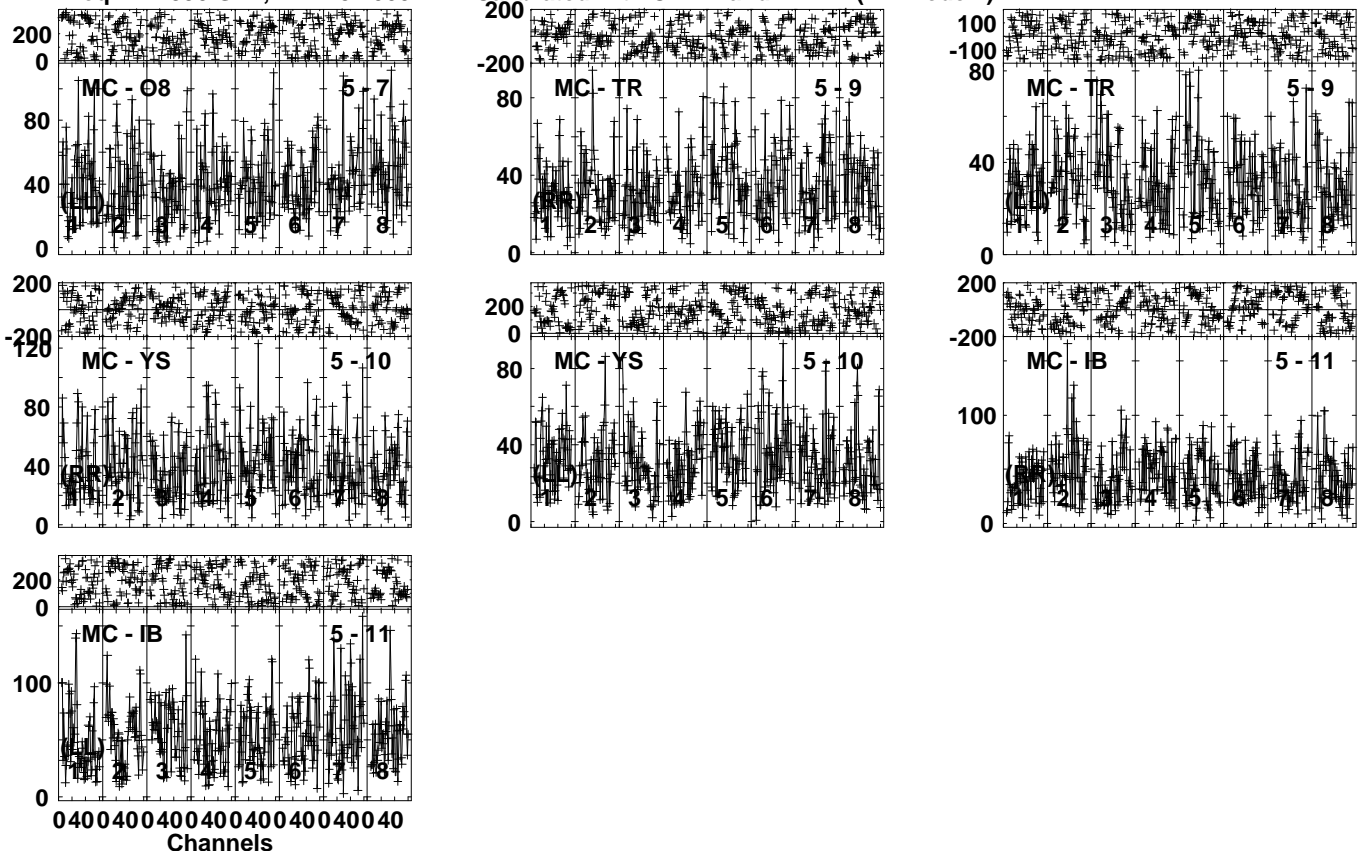 200
0
MC - O8 5 - 7
80
40
0
(LL)
1 2 3 4 5 6 7 8
200
-200
MC - TR 5 - 9
80
40
0
(RR)
1 2 3 4 5 6 7 8
100
-100
80
MC - TR 5 - 9
40
0
(LL)
1 2 3 4 5 6 7 8
200
-200
120
MC - YS 5 - 10
80
40
0
(RR)
1 2 3 4 5 6 7 8
200
0
MC - YS 5 - 10
80
40
0
(LL)
1 2 3 4 5 6 7 8
200
-200
MC - IB 5 - 11
100
0
(RR)
1 2 3 4 5 6 7 8
200
0
MC - IB 5 - 11
100
0
(LL)
1 2 3 4 5 6 7 8
0 40 0 40 0 40 0 40 0 40 0 40 0 40 0 40
Channels